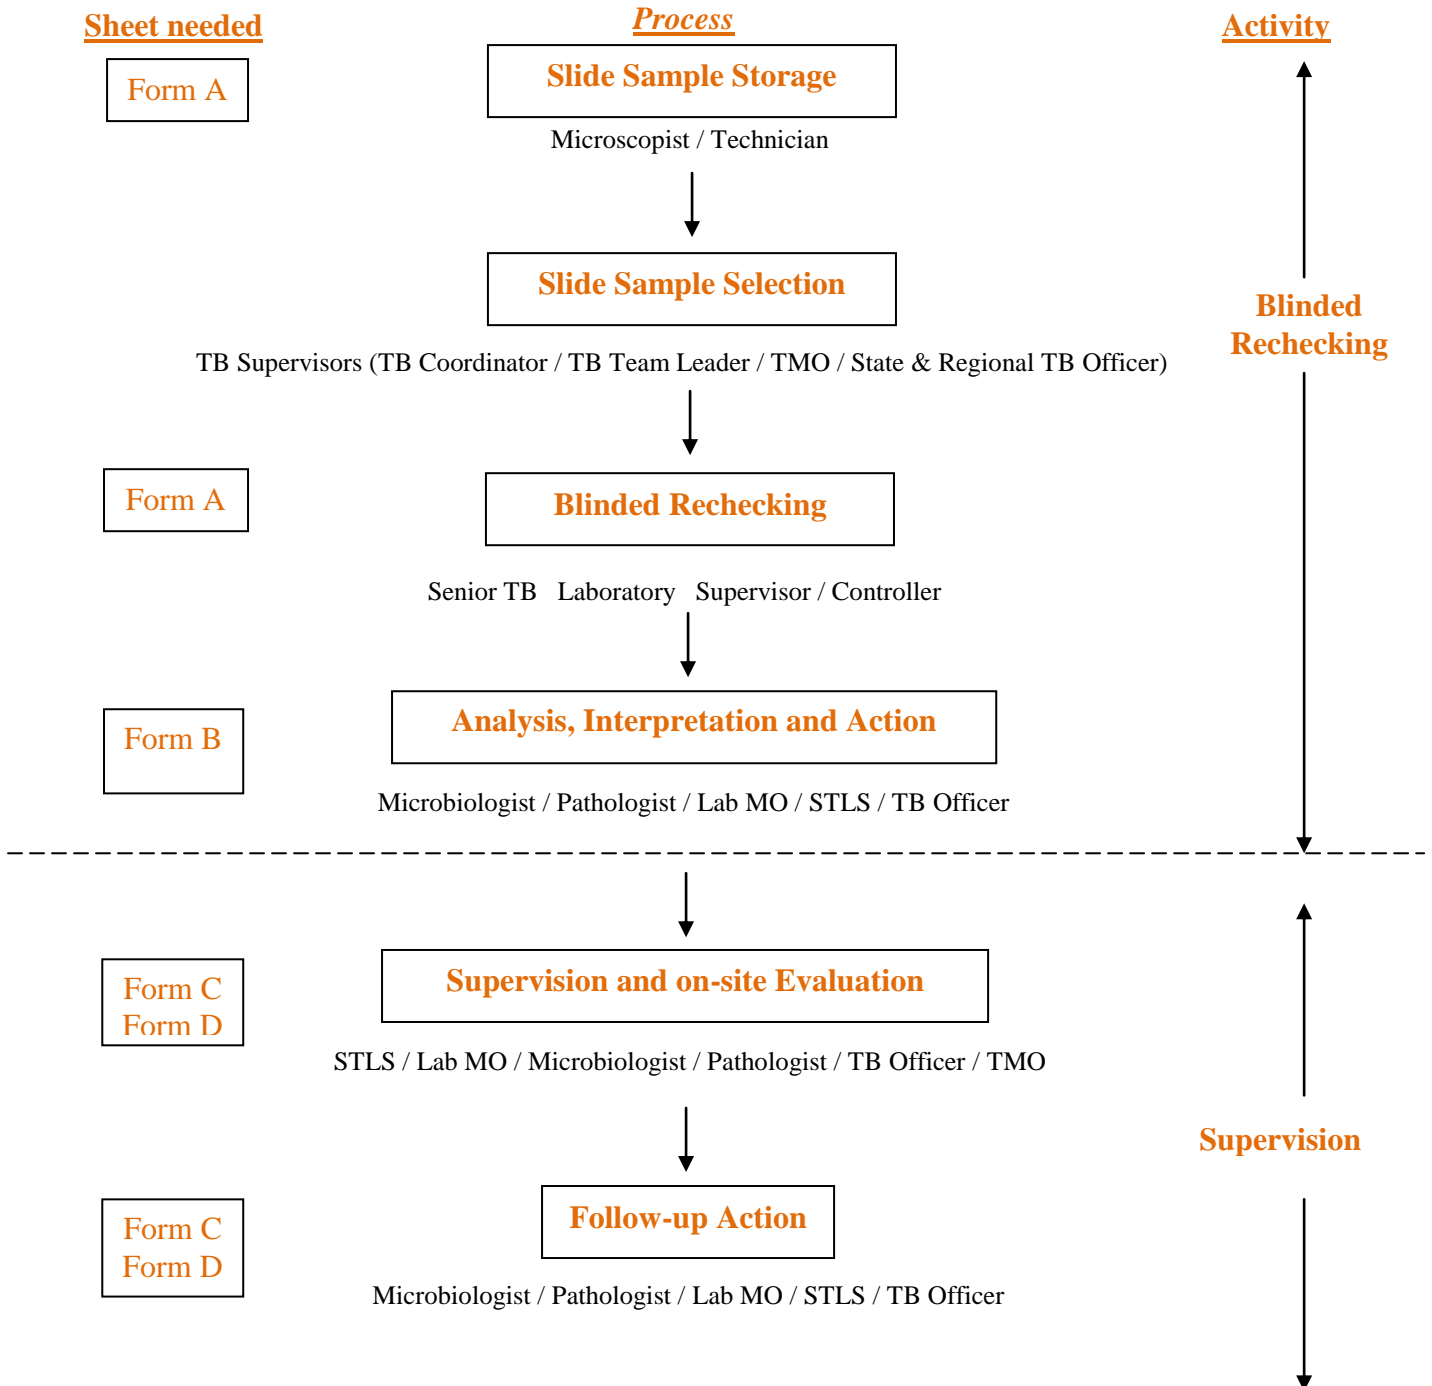 Sheet needed
Process
Activity
Form A
Slide Sample Storage
Microscopist / Technician
Slide Sample Selection
TB Supervisors (TB Coordinator / TB Team Leader / TMO / State & Regional TB Officer)
Blinded
Rechecking
Form A
Blinded Rechecking
Senior TB Laboratory Supervisor / Controller
Form B
Analysis, Interpretation and Action
Microbiologist / Pathologist / Lab MO / STLS / TB Officer
Form C
Form D
Supervision and on-site Evaluation
STLS / Lab MO / Microbiologist / Pathologist / TB Officer / TMO
Supervision
Form C
Form D
Follow-up Action
Microbiologist / Pathologist / Lab MO / STLS / TB Officer